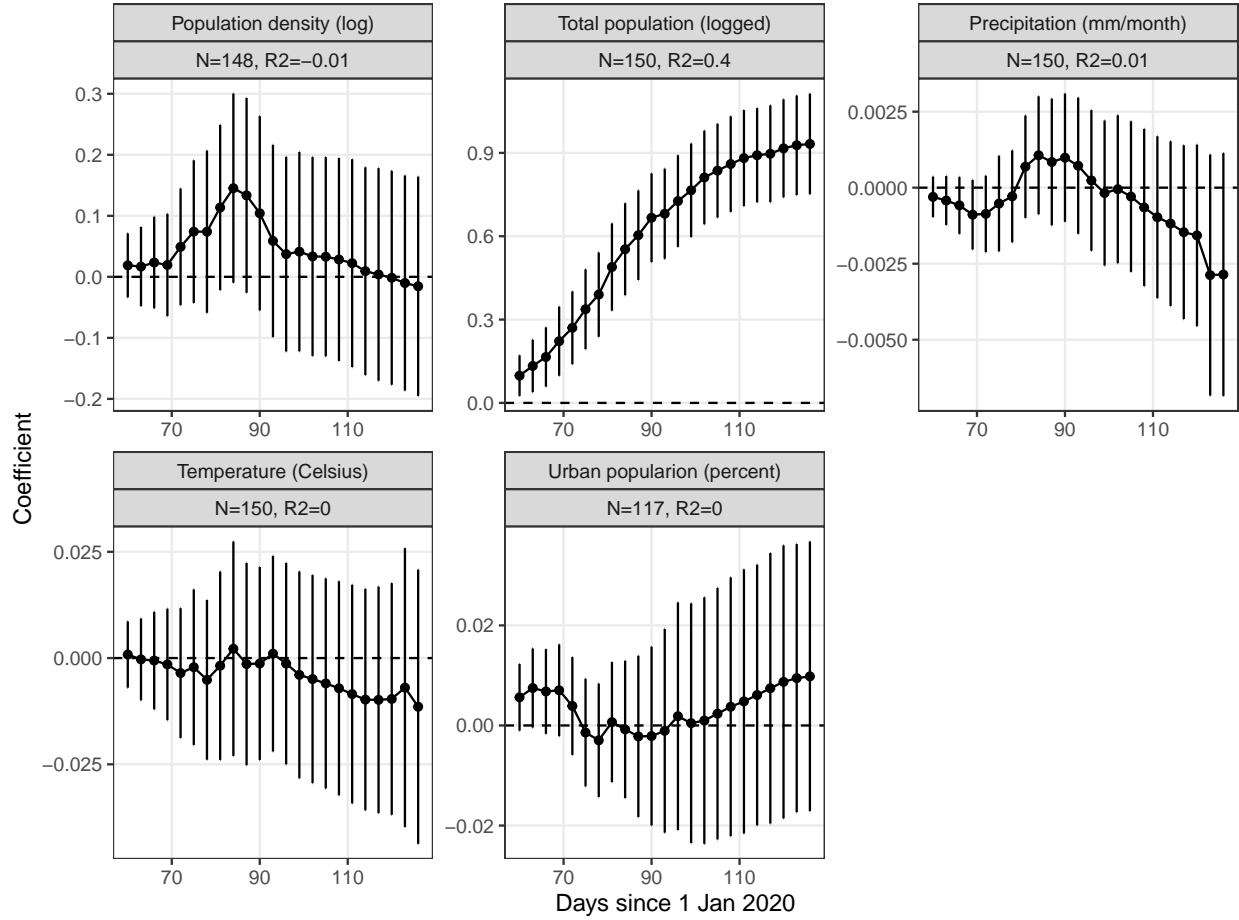 Population density (log)
N=148, R2=−0.01
Total population (logged)
N=150, R2=0.4
Precipitation (mm/month)
N=150, R2=0.01
0.3
0.2
0.1
0.0
−0.1
−0.2
70 90 110
0.9
0.6
0.3
0.0
70 90 110
0.0025
0.0000
−0.0025
−0.0050
70 90 110
Coefficient
Temperature (Celsius)
N=150, R2=0
Urban popularion (percent)
N=117, R2=0
0.025
0.000
−0.025
70 90 110
0.02
0.00
−0.02
70 90 110
Days since 1 Jan 2020